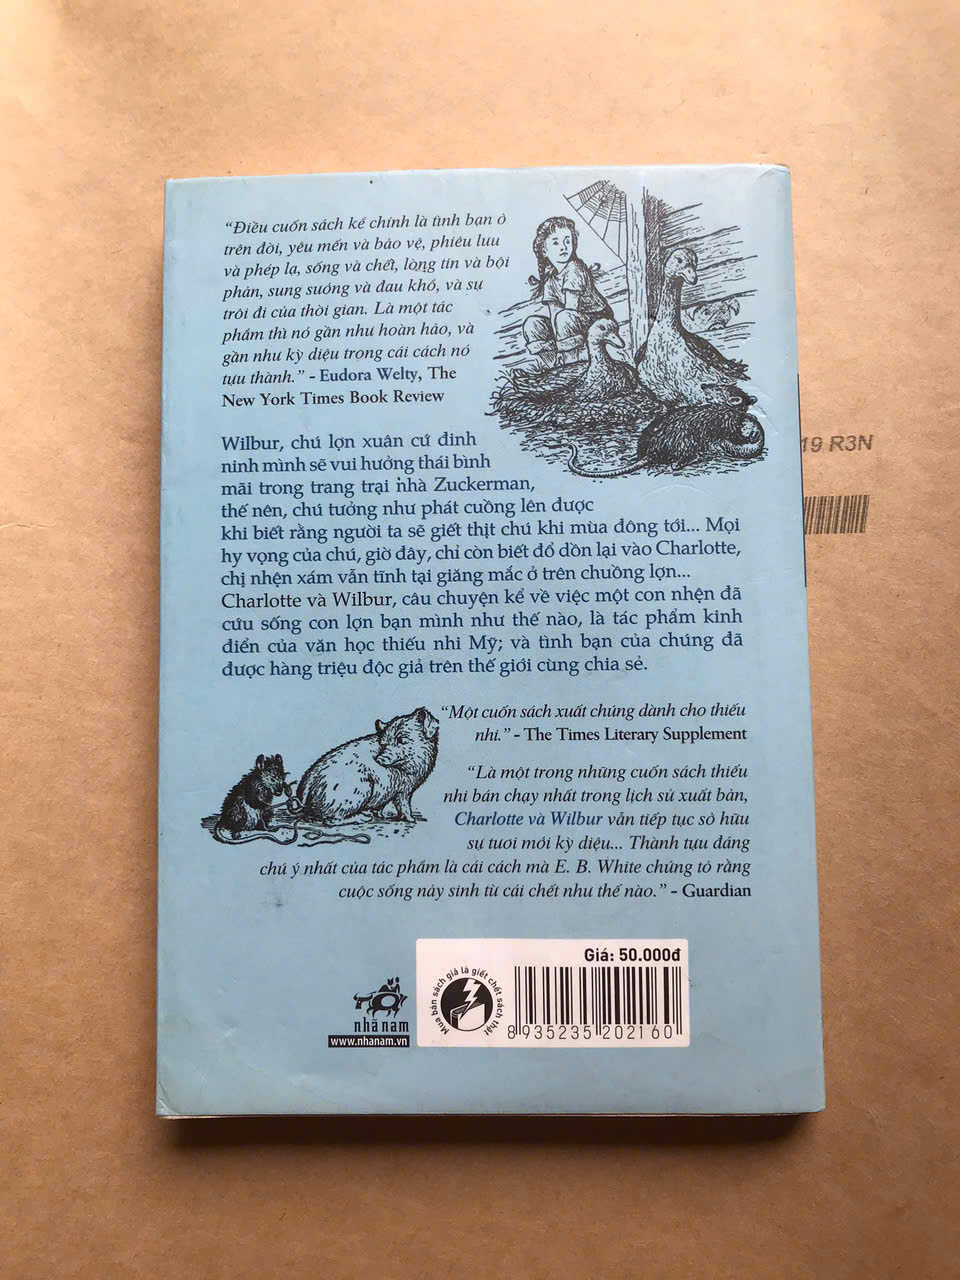 “Điều cuốn sách kể chính là tình bạn ở
trên đời, yêu mến và bảo vệ, phiêu lưu
và phép lạ, sống và chết, lòng tin và bội
phản, sung sướng và đau khổ, và sự
trôi đi của thời gian. Là một tác
phẩm thì nó gần như hoàn hảo, và
gần như kỳ diệu trong cái cách nó
tựu thành.” - Eudora Welty, The
New York Times Book Review
Wilbur, chú lợn xuân cứ đinh
ninh mình sẽ vui hưởng thái bình
mãi trong trang trại nhà Zuckerman,
thế nên, chú tưởng như phát cuồng lên được
khi biết rằng người ta sẽ giết thịt chú khi mùa đông tới... Mọi
hy vọng của chú, giờ đây, chỉ còn biết đổ dồn lại vào Charlotte,
chị nhện xám vẫn tĩnh tại giăng mắc ở trên chuồng lợn...
Charlotte và Wilbur, câu chuyện kể về việc một con nhện đã
cứu sống con lợn bạn mình như thế nào, là tác phẩm kinh
điển của văn học thiếu nhi Mỹ; và tình bạn của chúng đã
được hàng triệu độc giả trên thế giới cùng chia sẻ.
“Một cuốn sách xuất chúng dành cho thiếu
nhi.” - The Times Literary Supplement
“Là một trong những cuốn sách thiếu
nhi bán chạy nhất trong lịch sử xuất bản,
Charlotte và Wilbur vẫn tiếp tục sở hữu
sự tươi mới kỳ diệu... Thành tựu đáng
chú ý nhất của tác phẩm là cái cách mà E. B. White chứng tỏ rằng
cuộc sống nảy sinh từ cái chết như thế nào.” - Guardian
nhã nam
www.nhanam.vn
Mua bán sách giả là giết chết sách thật
Giá: 50.000đ
8 935235 202160
19 R3N